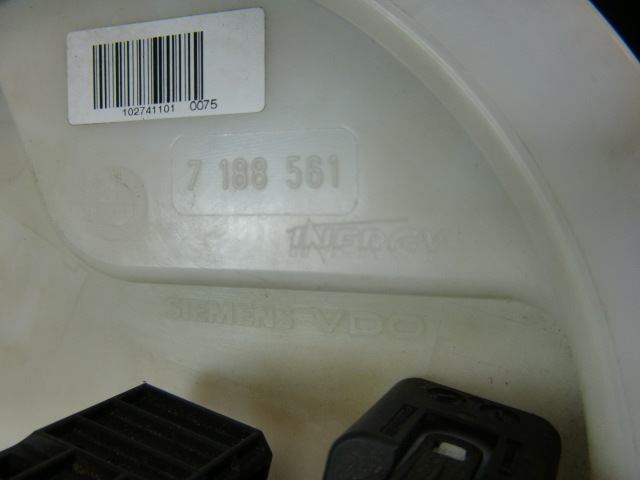 102741101 0075
7 188 561
INERGY
SIEMENS VDO